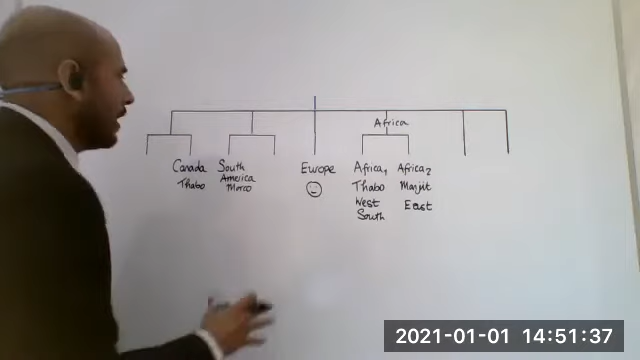 Africa
Canada
Thabo
South
America
Marco
Europe
Africa1
Thabo
West
South
Africa2
Manjit
East
2021-01-01 14:51:37